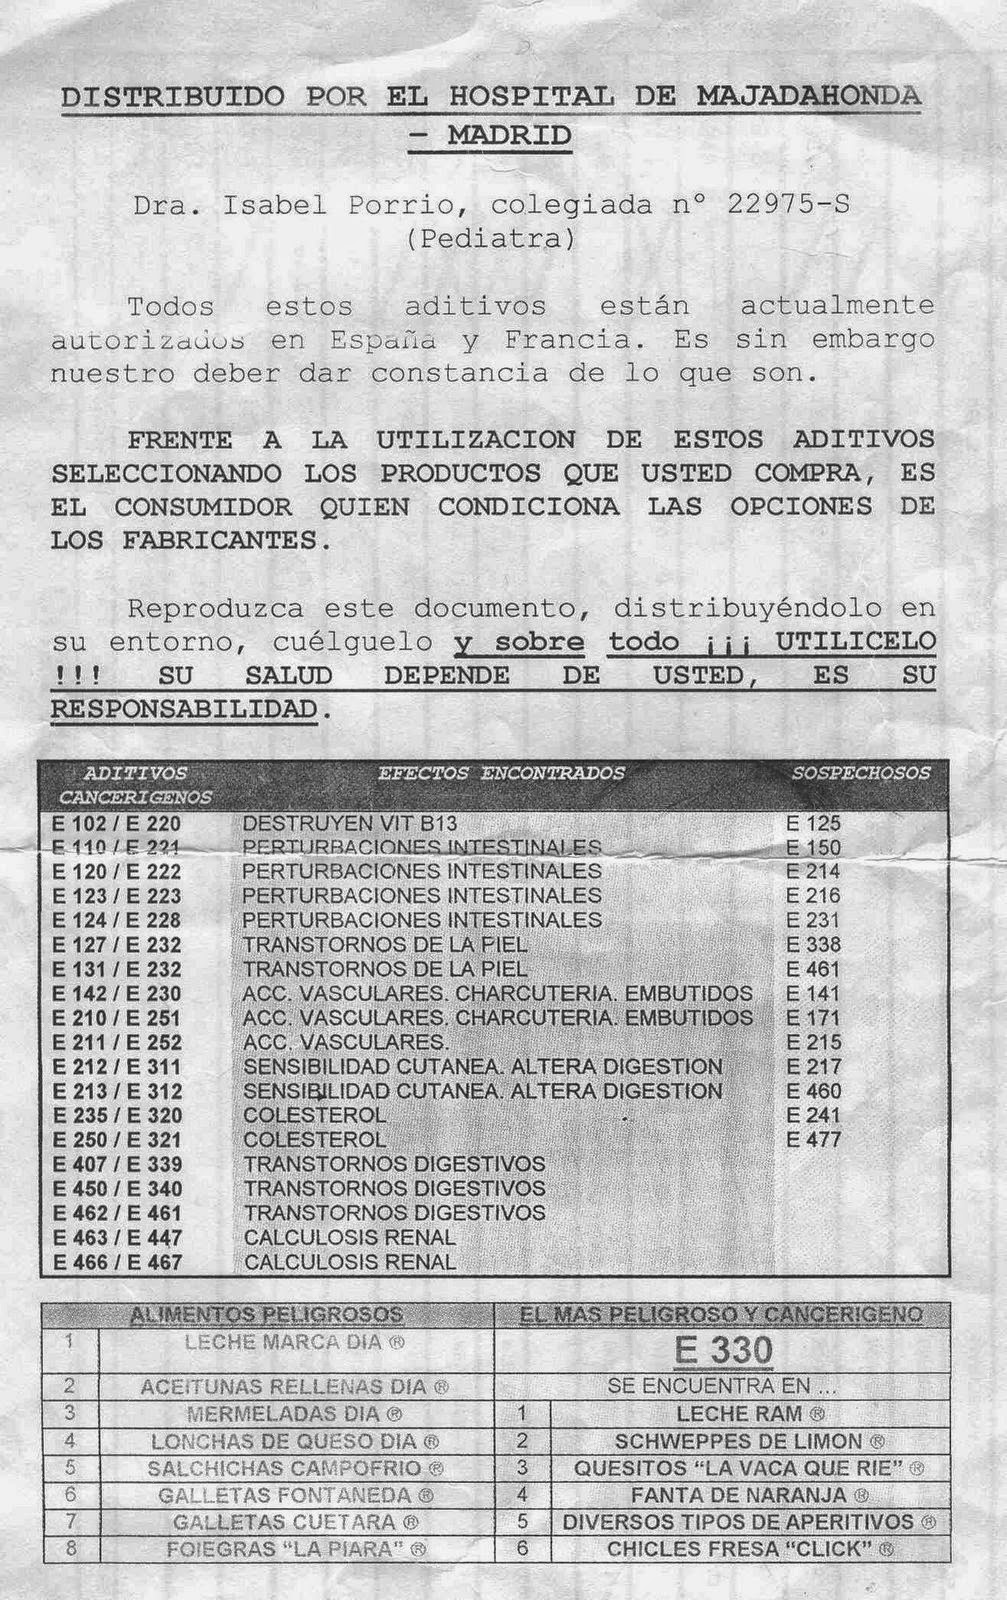 DISTRIBUIDO POR EL HOSPITAL DE MAJADAHONDA
– MADRID
Dra. Isabel Porrio, colegiada nº 22975-S
(Pediatra)
Todos estos aditivos están actualmente
autorizados en España y Francia. Es sin embargo
nuestro deber dar constancia de lo que son.
FRENTE A LA UTILIZACION DE ESTOS ADITIVOS
SELECCIONANDO LOS PRODUCTOS QUE USTED COMPRA, ES
EL CONSUMIDOR QUIEN CONDICIONA LAS OPCIONES DE
LOS FABRICANTES.
Reproduzca este documento, distribuyéndolo en
su entorno, cuélguelo y sobre todo ¡¡¡ UTILICELO
!!! SU SALUD DEPENDE DE USTED, ES SU
RESPONSABILIDAD.
ADITIVOS EFECTOS ENCONTRADOS SOSPECHOSOS
CANCERIGENOS
E 102 / E 220 DESTRUYEN VIT B13 E 125
E 110 / E 221 PERTURBACIONES INTESTINALES E 150
E 120 / E 222 PERTURBACIONES INTESTINALES E 214
E 123 / E 223 PERTURBACIONES INTESTINALES E 216
E 124 / E 228 PERTURBACIONES INTESTINALES E 231
E 127 / E 232 TRANSTORNOS DE LA PIEL E 338
E 131 / E 232 TRANSTORNOS DE LA PIEL E 461
E 142 / E 230 ACC. VASCULARES. CHARCUTERIA. EMBUTIDOS E 141
E 210 / E 251 ACC. VASCULARES. CHARCUTERIA. EMBUTIDOS E 171
E 211 / E 252 ACC. VASCULARES. E 215
E 212 / E 311 SENSIBILIDAD CUTANEA. ALTERA DIGESTION E 217
E 213 / E 312 SENSIBILIDAD CUTANEA. ALTERA DIGESTION E 460
E 235 / E 320 COLESTEROL E 241
E 250 / E 321 COLESTEROL E 477
E 407 / E 339 TRANSTORNOS DIGESTIVOS
E 450 / E 340 TRANSTORNOS DIGESTIVOS
E 462 / E 461 TRANSTORNOS DIGESTIVOS
E 463 / E 447 CALCULOSIS RENAL
E 466 / E 467 CALCULOSIS RENAL
ALIMENTOS PELIGROSOS EL MAS PELIGROSO Y CANCERIGENO
1 LECHE MARCA DIA ® E 330
2 ACEITUNAS RELLENAS DIA ® SE ENCUENTRA EN ...
3 MERMELADAS DIA ® 1 LECHE RAM ®
4 LONCHAS DE QUESO DIA ® 2 SCHWEPPES DE LIMON ®
5 SALCHICHAS CAMPOFRIO ® 3 QUESITOS “LA VACA QUE RIE” ®
6 GALLETAS FONTANEDA ® 4 FANTA DE NARANJA ®
7 GALLETAS CUETARA ® 5 DIVERSOS TIPOS DE APERITIVOS ®
8 FOIEGRAS “LA PIARA” ® 6 CHICLES FRESA “CLICK” ®